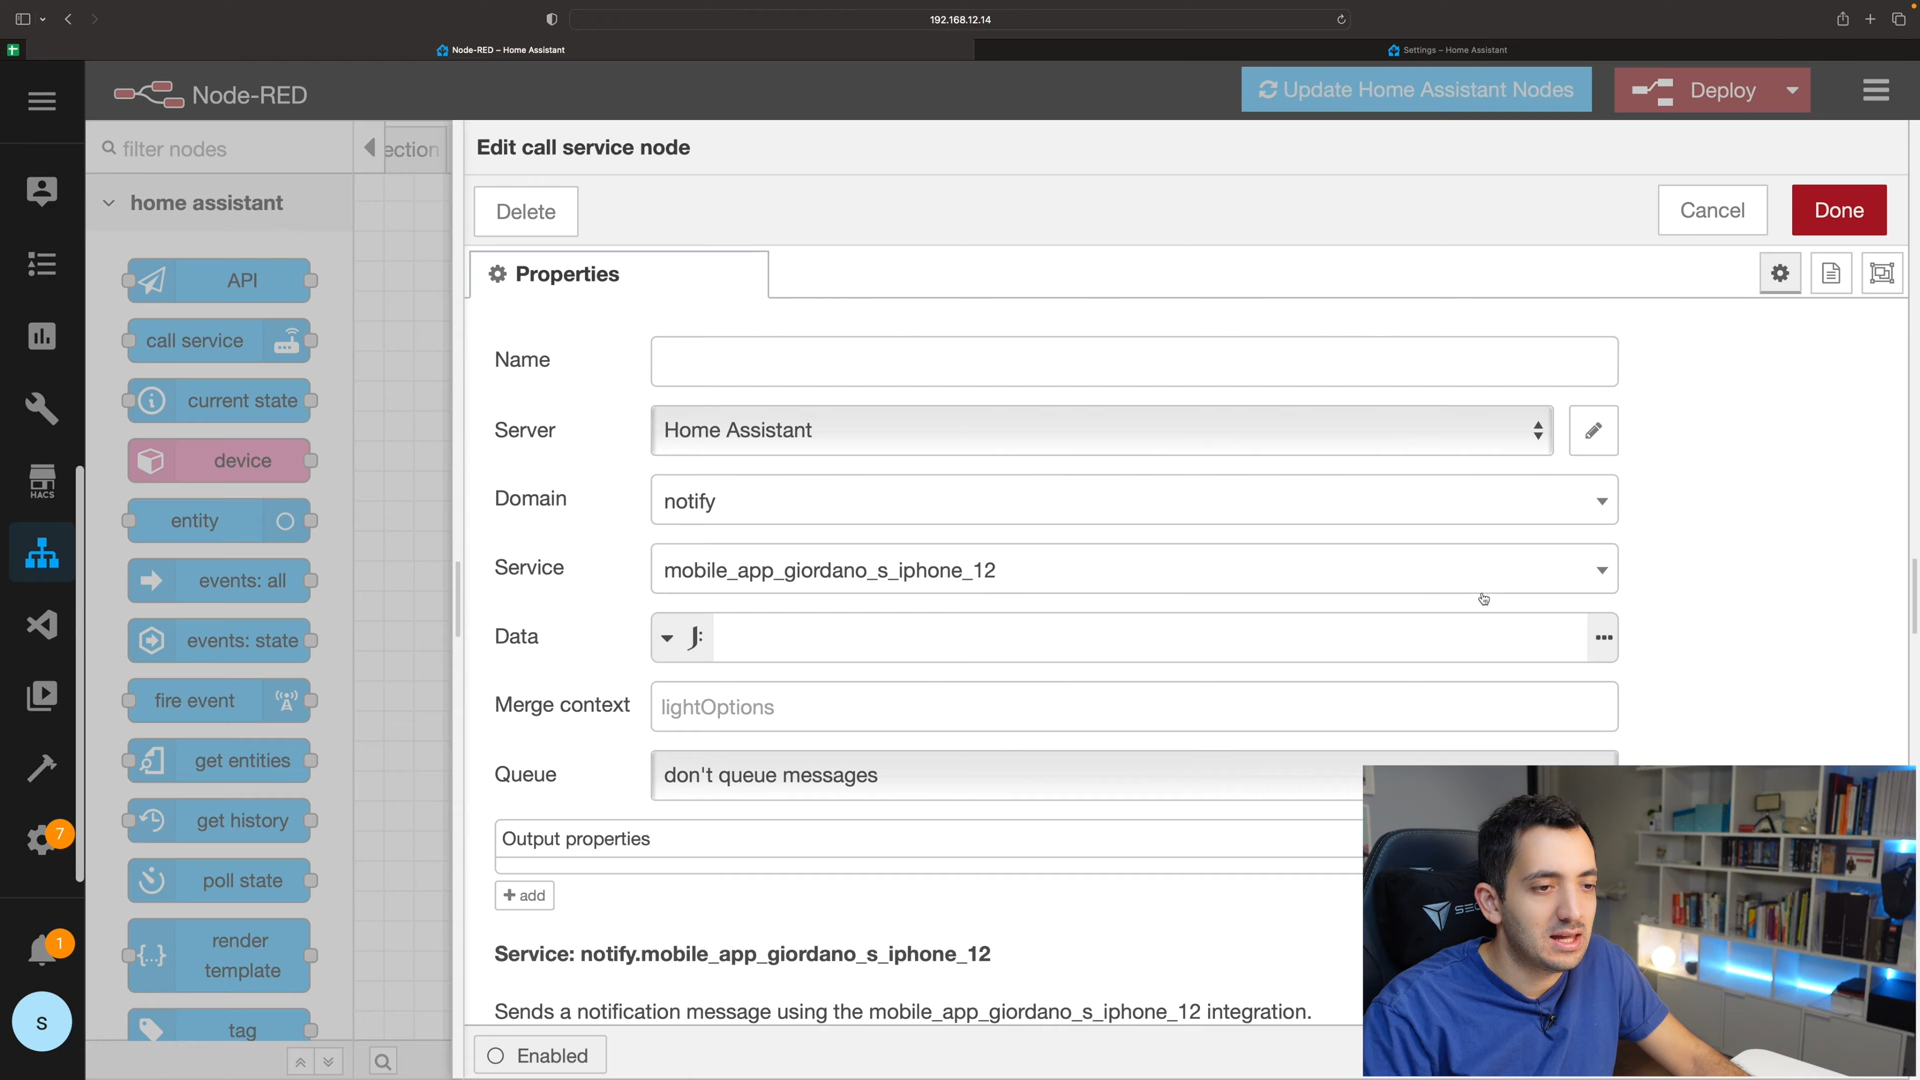 192.168.12.14
Node-RED – Home Assistant
Settings – Home Assistant
Node-RED
Update Home Assistant Nodes
Deploy
filter nodes
ection
Edit call service node
home assistant
Delete
Cancel
Done
Properties
API
call service
current state
device
entity
events: all
events: state
fire event
get entities
get history
poll state
render
template
tag
HACS
7
1
S
Name
Server
Home Assistant
Domain
notify
Service
mobile_app_giordano_s_iphone_12
Data
J:
Merge context
lightOptions
Queue
don't queue messages
Output properties
+ add
Service: notify.mobile_app_giordano_s_iphone_12
Sends a notification message using the mobile_app_giordano_s_iphone_12 integration.
Enabled